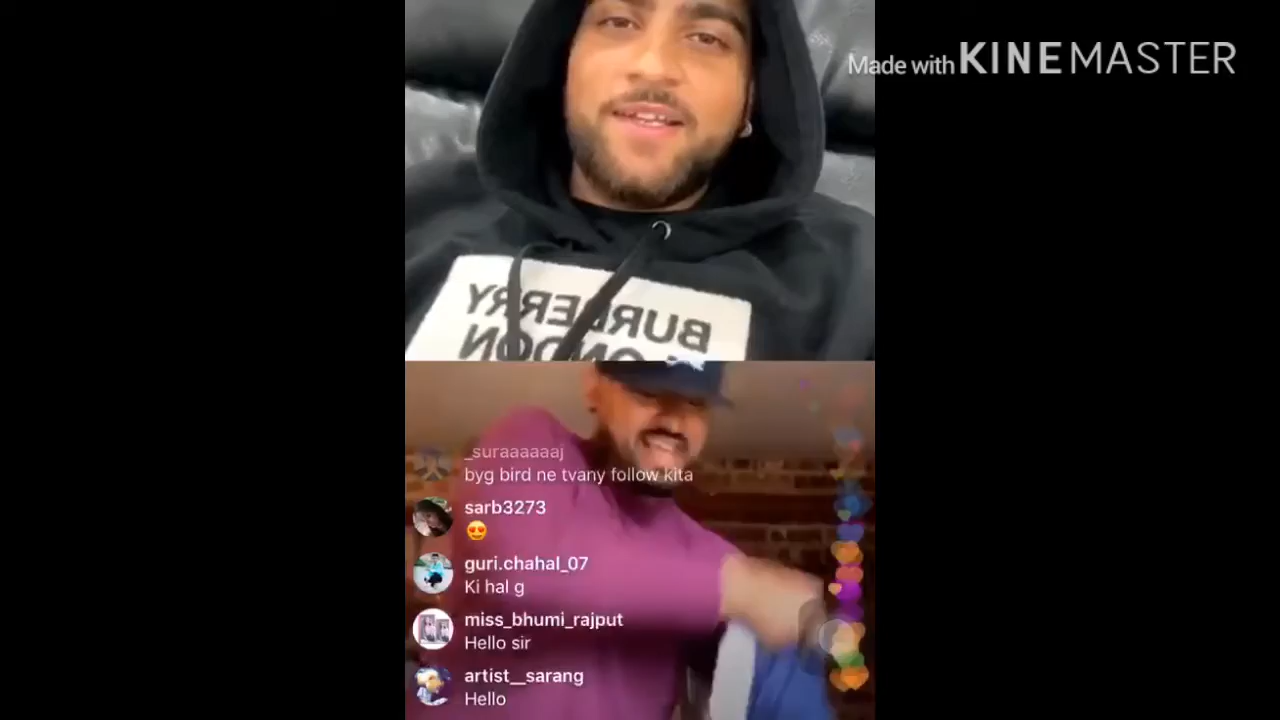 Made with KINEMASTER
BURBERRY
LONDON
_suraaaaaaj
byg bird ne tvany follow kita
sarb3273
😍
guri.chahal_07
Ki hal g
miss_bhumi_rajput
Hello sir
artist__sarang
Hello